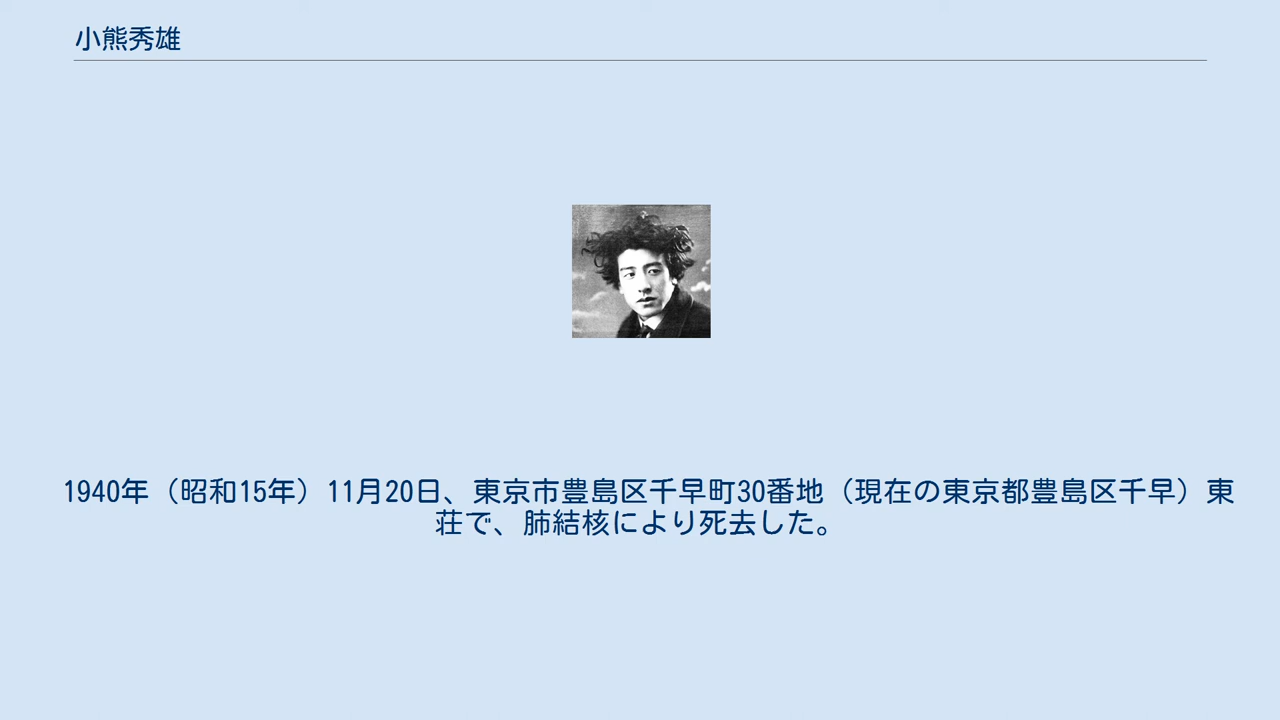 小熊秀雄
1940年（昭和15年）11月20日、東京市豊島区千早町30番地（現在の東京都豊島区千早）東
荘で、肺結核により死去した。